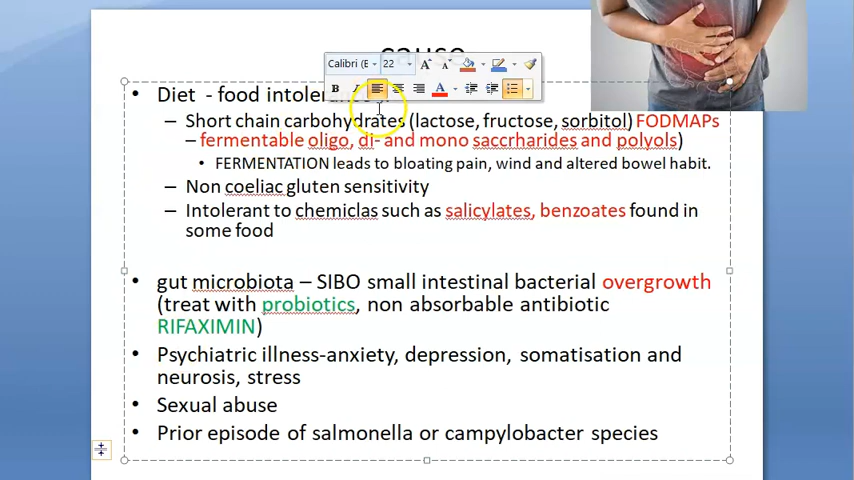 cause
Calibri (E
22
A A
B I A
• Diet - food intolerances.
– Short chain carbohydrates (lactose, fructose, sorbitol) FODMAPs
– fermentable oligo, di- and mono saccrharides and polyols)
• FERMENTATION leads to bloating pain, wind and altered bowel habit.
– Non coeliac gluten sensitivity
– Intolerant to chemiclas such as salicylates, benzoates found in
some food
• gut microbiota – SIBO small intestinal bacterial overgrowth
(treat with probiotics, non absorbable antibiotic
RIFAXIMIN)
• Psychiatric illness-anxiety, depression, somatisation and
neurosis, stress
• Sexual abuse
• Prior episode of salmonella or campylobacter species